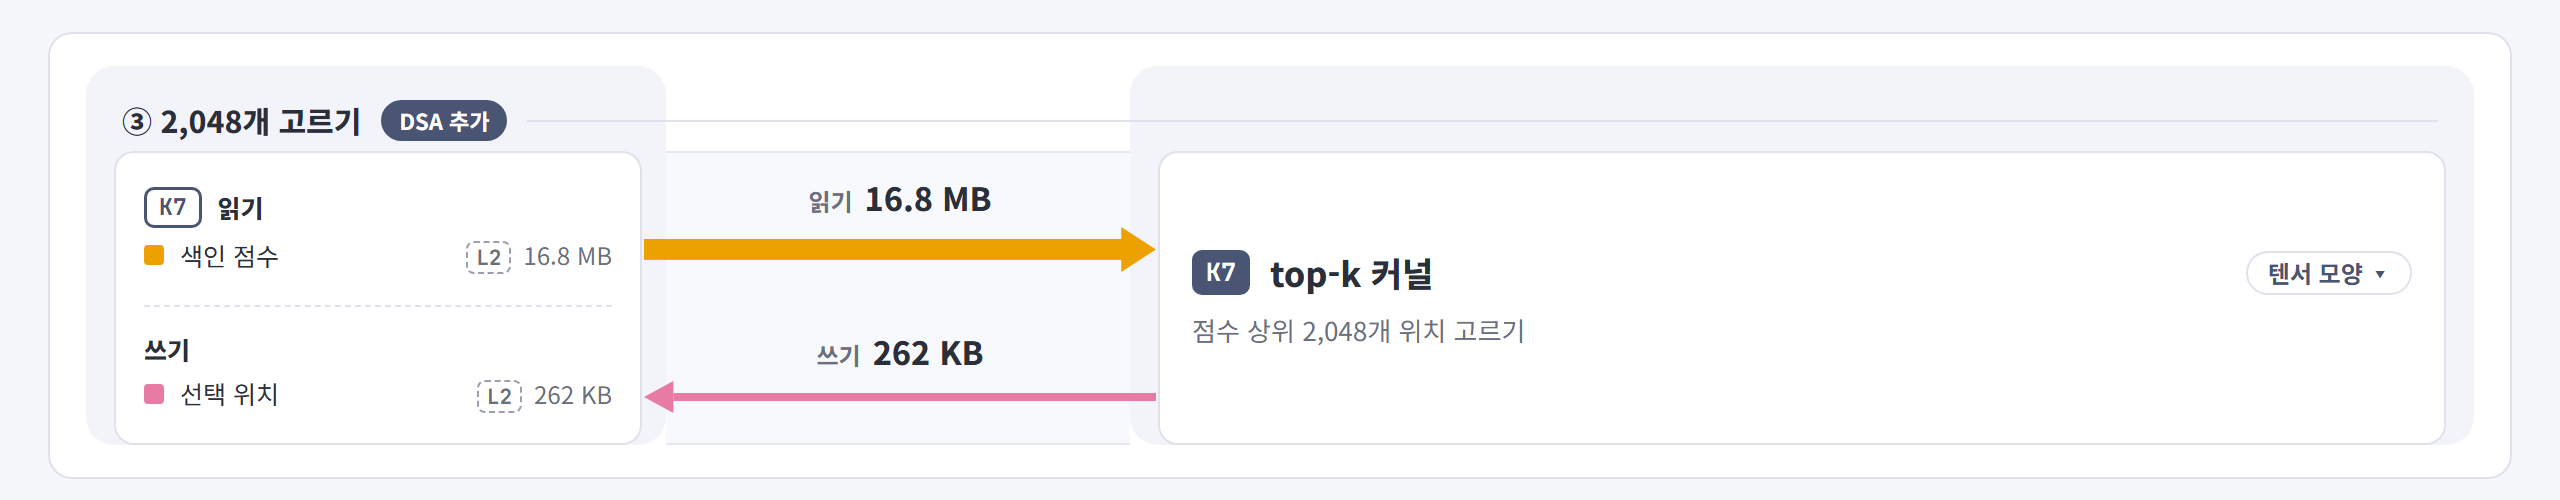 ③ 2,048개 고르기 DSA 추가
K7 읽기
색인 점수 L2 16.8 MB
쓰기
선택 위치 L2 262 KB
읽기 16.8 MB
쓰기 262 KB
K7 top-k 커널
점수 상위 2,048개 위치 고르기
텐서 모양 ▼